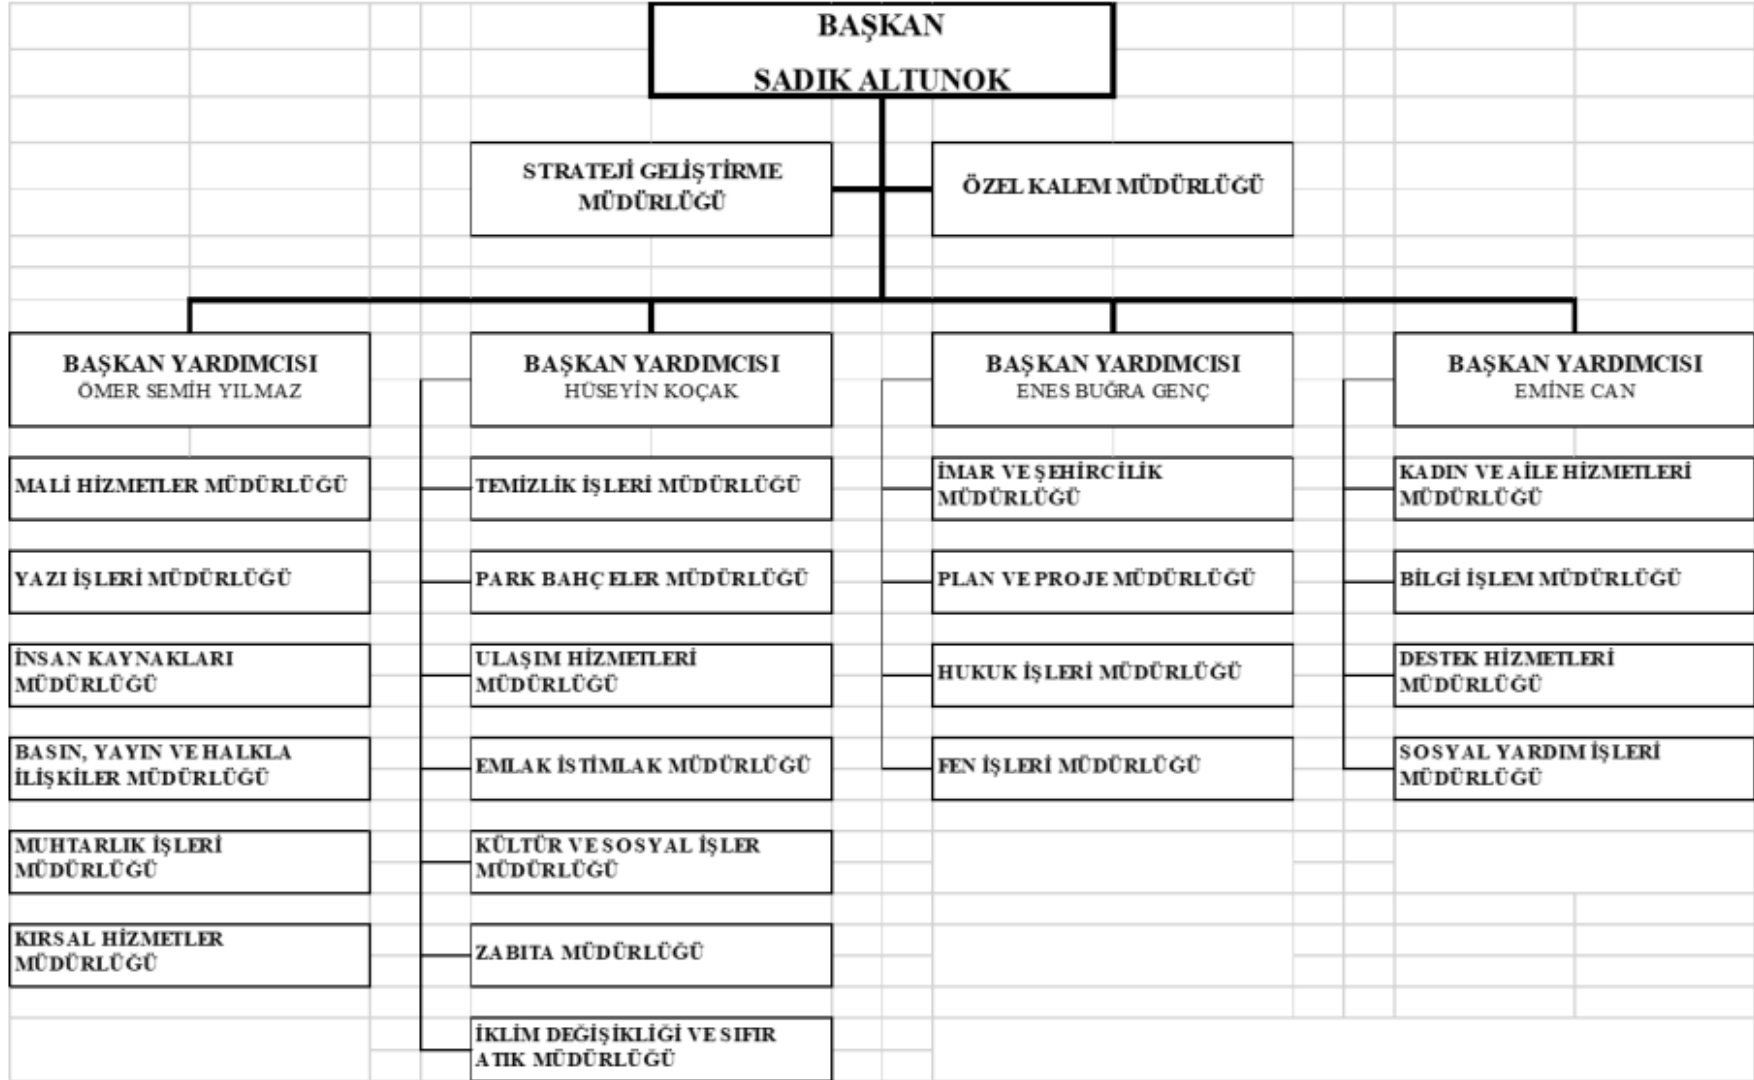 BAŞKAN
SADIK ALTUNOK
STRATEJİ GELİŞTİRME
MÜDÜRLÜĞÜ
ÖZEL KALEM MÜDÜRLÜĞÜ
BAŞKAN YARDIMCISI
ÖMER SEMİH YILMAZ
MALİ HİZMETLER MÜDÜRLÜĞÜ
YAZI İŞLERİ MÜDÜRLÜĞÜ
İNSAN KAYNAKLARI
MÜDÜRLÜĞÜ
BASIN, YAYIN VE HALKLA
İLİŞKİLER MÜDÜRLÜĞÜ
MUHTARLIK İŞLERİ
MÜDÜRLÜĞÜ
KIRSAL HİZMETLER
MÜDÜRLÜĞÜ
BAŞKAN YARDIMCISI
HÜSEYİN KOÇAK
TEMİZLİK İŞLERİ MÜDÜRLÜĞÜ
PARK BAHÇELER MÜDÜRLÜĞÜ
ULAŞIM HİZMETLERİ
MÜDÜRLÜĞÜ
EMLAK İSTİMLAK MÜDÜRLÜĞÜ
KÜLTÜR VE SOSYAL İŞLER
MÜDÜRLÜĞÜ
ZABITA MÜDÜRLÜĞÜ
İKLİM DEĞİŞİKLİĞİ VE SIFIR
ATIK MÜDÜRLÜĞÜ
BAŞKAN YARDIMCISI
ENES BUĞRA GENÇ
İMAR VE ŞEHİRCİLİK
MÜDÜRLÜĞÜ
PLAN VE PROJE MÜDÜRLÜĞÜ
HUKUK İŞLERİ MÜDÜRLÜĞÜ
FEN İŞLERİ MÜDÜRLÜĞÜ
BAŞKAN YARDIMCISI
EMİNE CAN
KADIN VE AİLE HİZMETLERİ
MÜDÜRLÜĞÜ
BİLGİ İŞLEM MÜDÜRLÜĞÜ
DESTEK HİZMETLERİ
MÜDÜRLÜĞÜ
SOSYAL YARDIM İŞLERİ
MÜDÜRLÜĞÜ